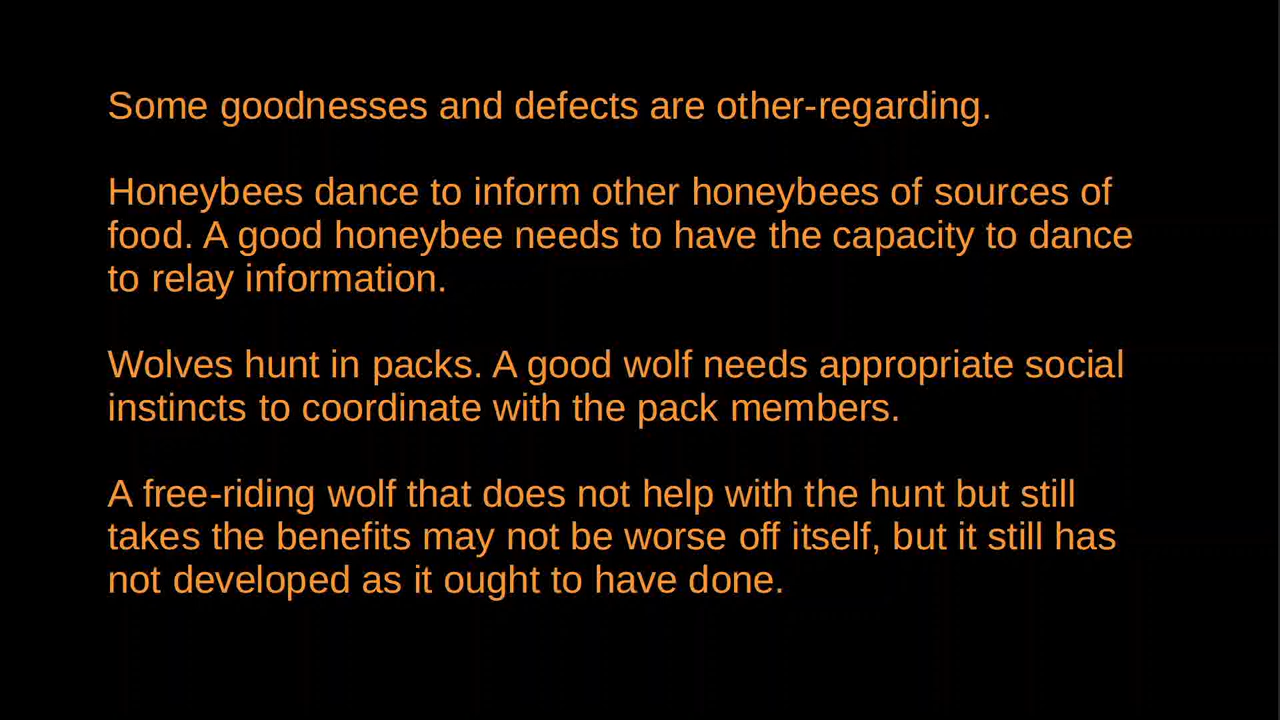 Some goodnesses and defects are other-regarding.
Honeybees dance to inform other honeybees of sources of
food. A good honeybee needs to have the capacity to dance
to relay information.
Wolves hunt in packs. A good wolf needs appropriate social
instincts to coordinate with the pack members.
A free-riding wolf that does not help with the hunt but still
takes the benefits may not be worse off itself, but it still has
not developed as it ought to have done.